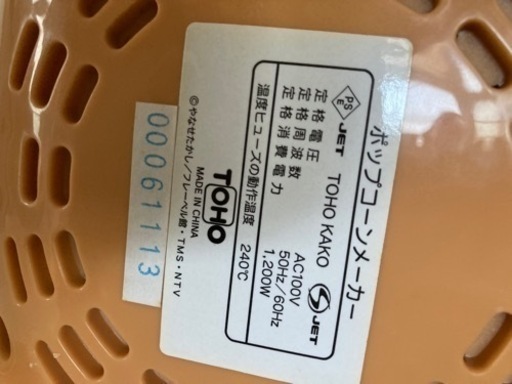 ポップコーンメーカー
PS
E
JET TOHO KAKO S JET
定格電圧 AC100V
定格周波数 50Hz/60Hz
定格消費電力 1,200W
温度ヒューズの動作温度 240℃
TOHO
MADE IN CHINA
©やなせたかし/フレーベル館・TMS・NTV
00061113